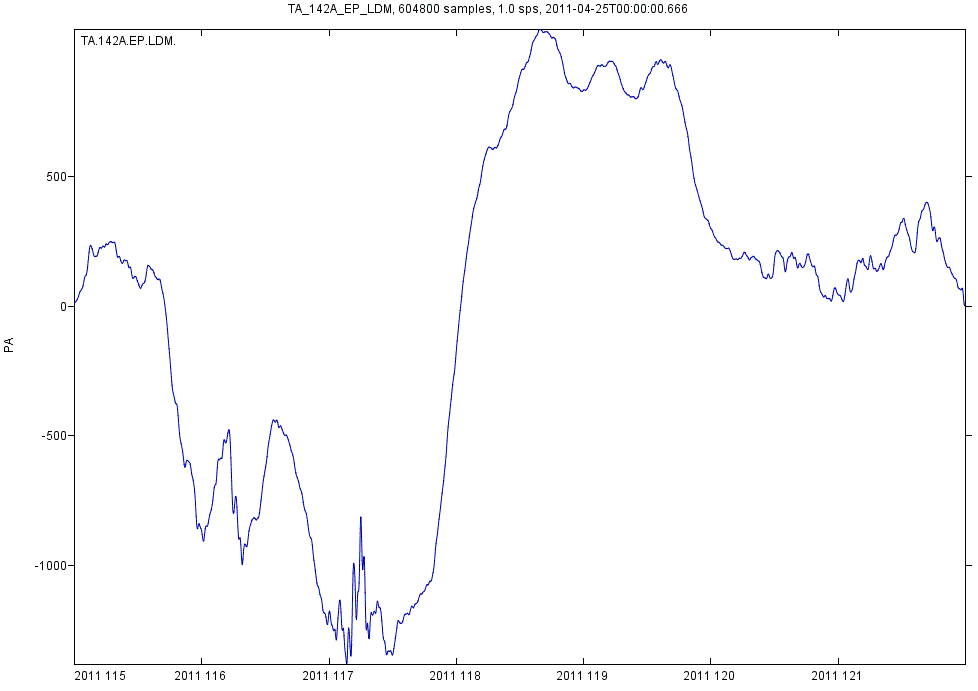 TA_142A_EP_LDM, 604800 samples, 1.0 sps, 2011-04-25T00:00:00.666
TA.142A.EP.LDM.
500
0
-500
-1000
PA
2011 115 2011 116 2011 117 2011 118 2011 119 2011 120 2011 121